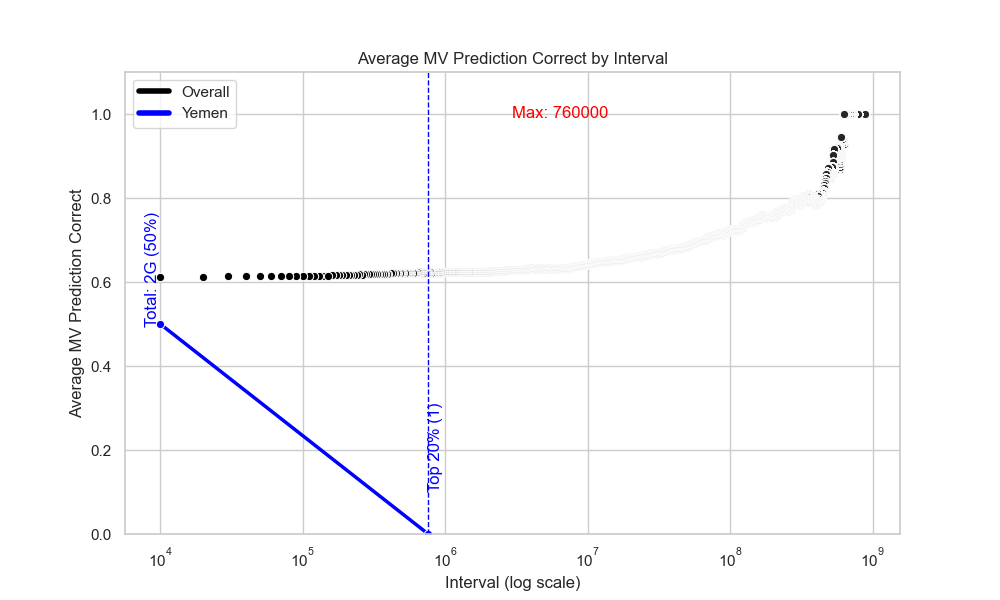 Average MV Prediction Correct by Interval
Overall
Yemen
Max: 760000
Total: 2G (50%)
Top 20% (1)
Average MV Prediction Correct
1.0
0.8
0.6
0.4
0.2
0.0
10^4
10^5
10^6
10^7
10^8
10^9
Interval (log scale)